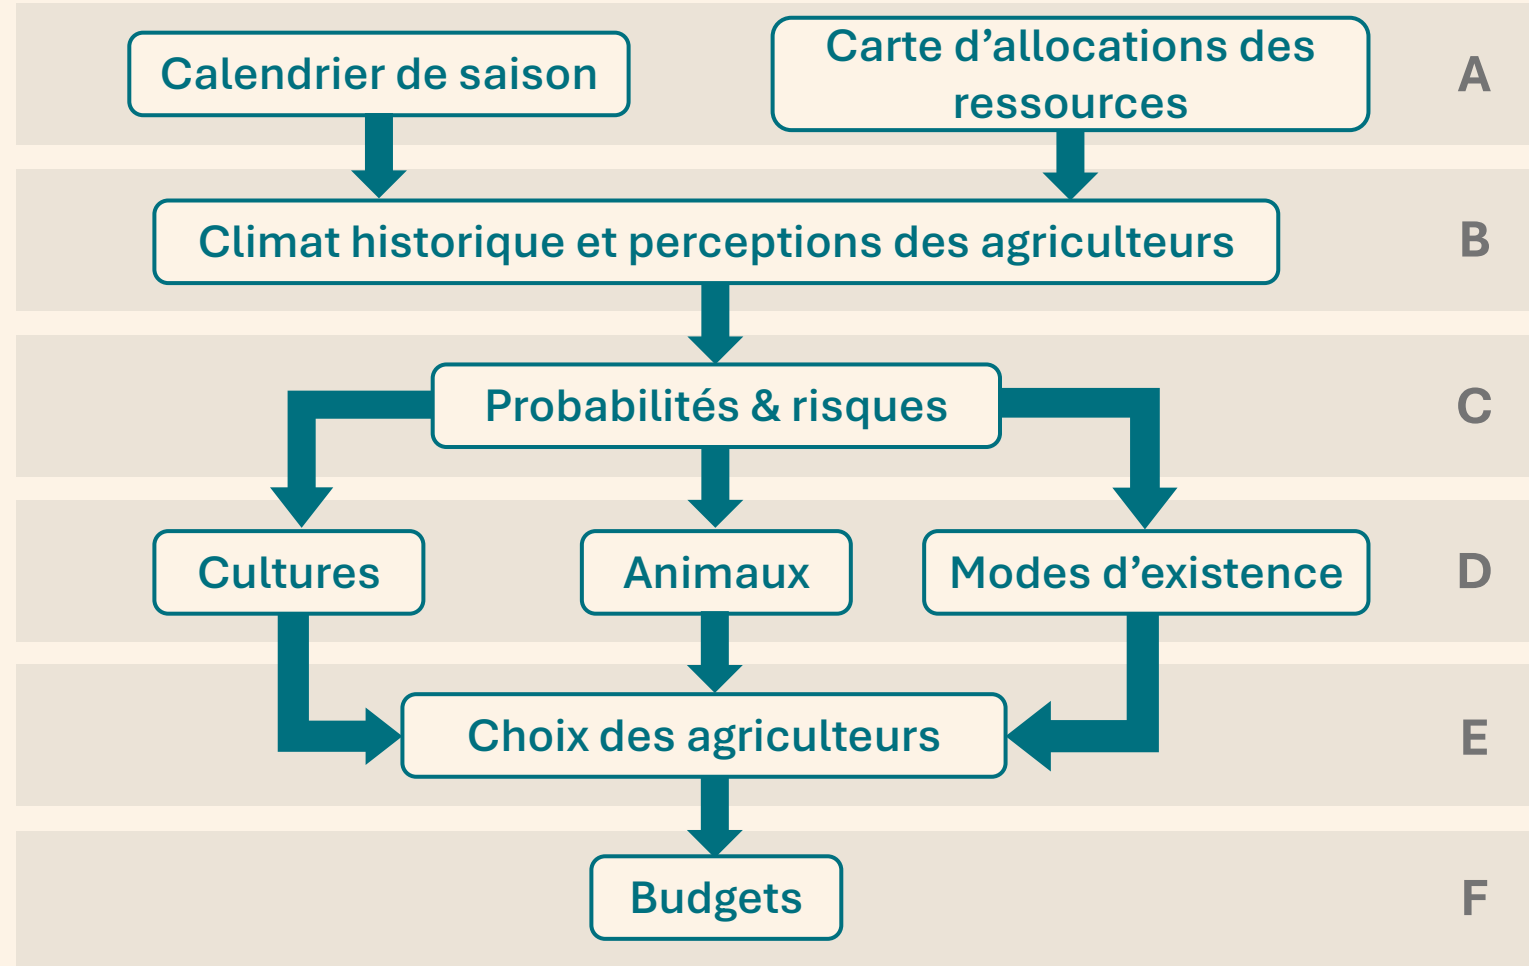 Calendrier de saison
Carte d’allocations des
ressources
A
Climat historique et perceptions des agriculteurs
B
Probabilités & risques
C
Cultures
Animaux
Modes d’existence
D
Choix des agriculteurs
E
Budgets
F